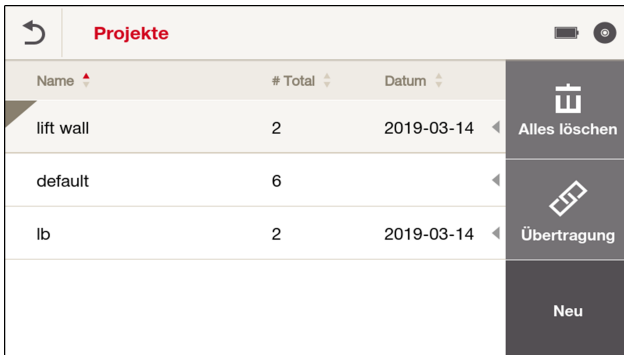 Projekte
Name # Total Datum
lift wall 2 2019-03-14
default 6
lb 2 2019-03-14
Alles löschen
Übertragung
Neu